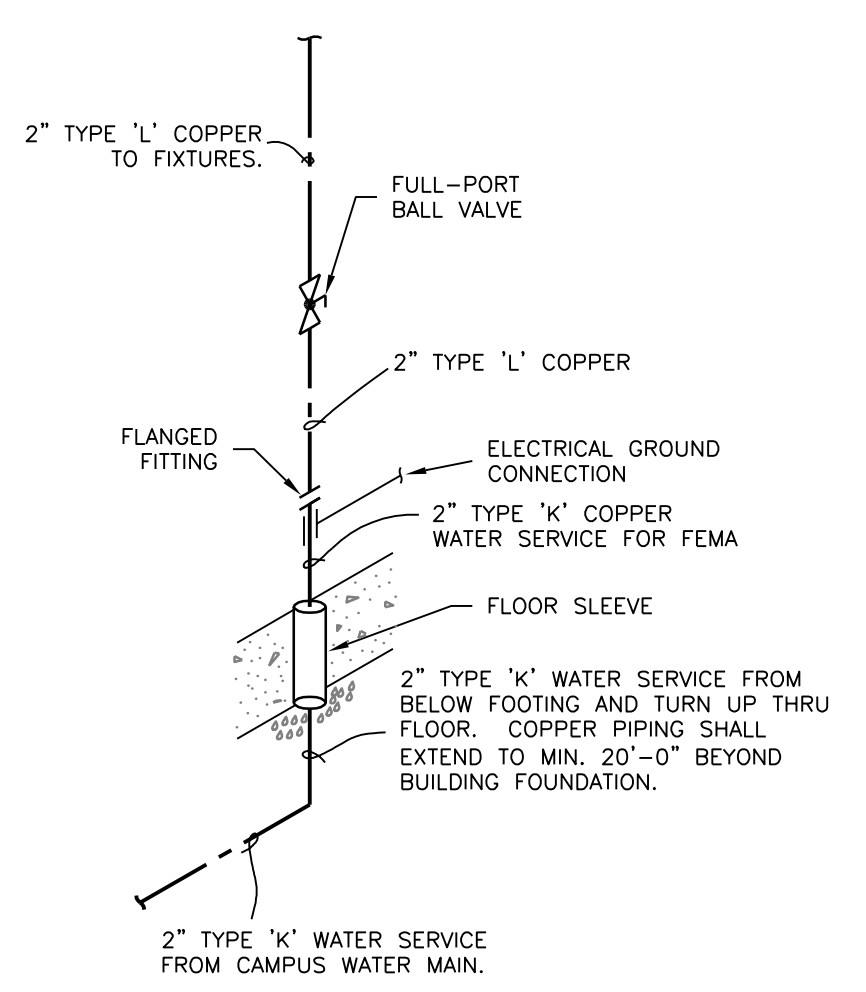 2" TYPE 'L' COPPER
TO FIXTURES.
FULL-PORT
BALL VALVE
2" TYPE 'L' COPPER
FLANGED
FITTING
ELECTRICAL GROUND
CONNECTION
2" TYPE 'K' COPPER
WATER SERVICE FOR FEMA
FLOOR SLEEVE
2" TYPE 'K' WATER SERVICE FROM
BELOW FOOTING AND TURN UP THRU
FLOOR. COPPER PIPING SHALL
EXTEND TO MIN. 20'-0" BEYOND
BUILDING FOUNDATION.
2" TYPE 'K' WATER SERVICE
FROM CAMPUS WATER MAIN.